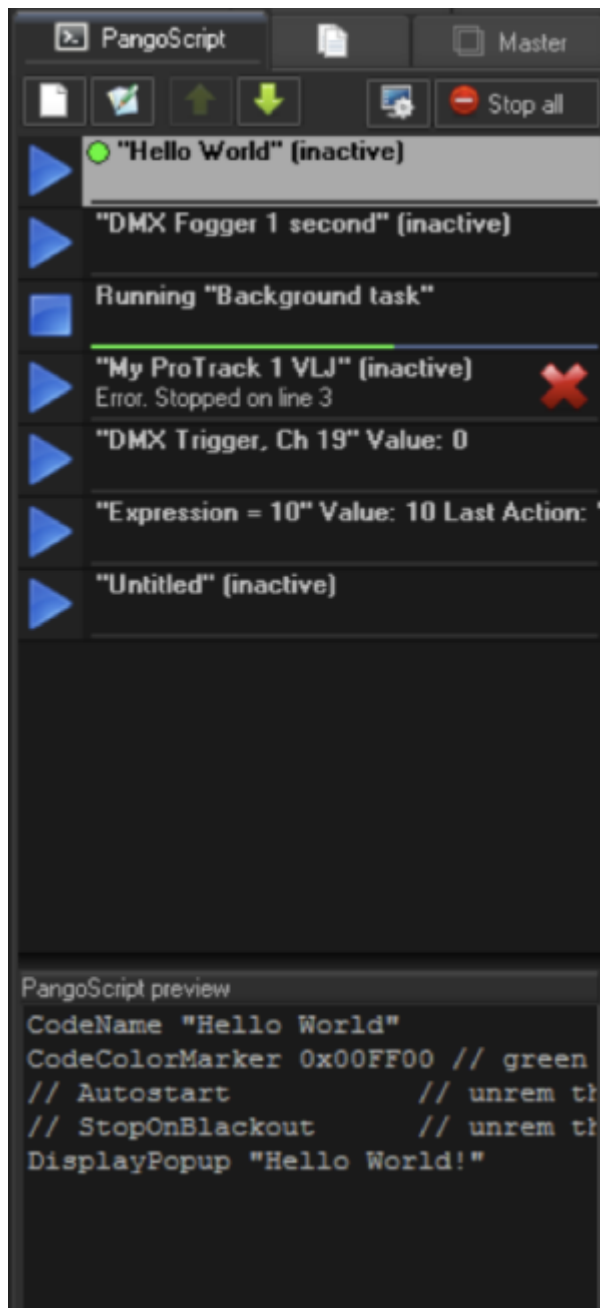 PangoScript
Master
Stop all
"Hello World" (inactive)
"DMX Fogger 1 second" (inactive)
Running "Background task"
"My ProTrack 1 VLJ" (inactive)
Error. Stopped on line 3
"DMX Trigger, Ch 19" Value: 0
"Expression = 10" Value: 10 Last Action: "
"Untitled" (inactive)
PangoScript preview
CodeName "Hello World"
CodeColorMarker 0x00FF00 // green
// Autostart // unrem th
// StopOnBlackout // unrem th
DisplayPopup "Hello World!"